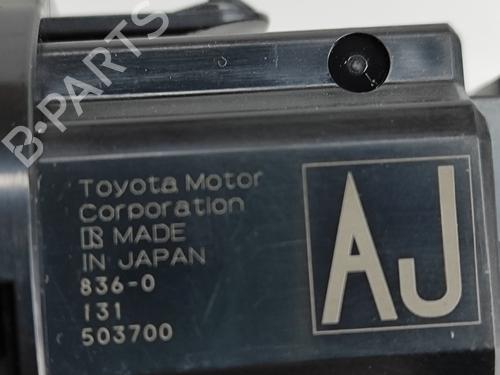 B-PARTS
Toyota Motor
Corporation
MADE
IN JAPAN
836-0
131
503700
AJ